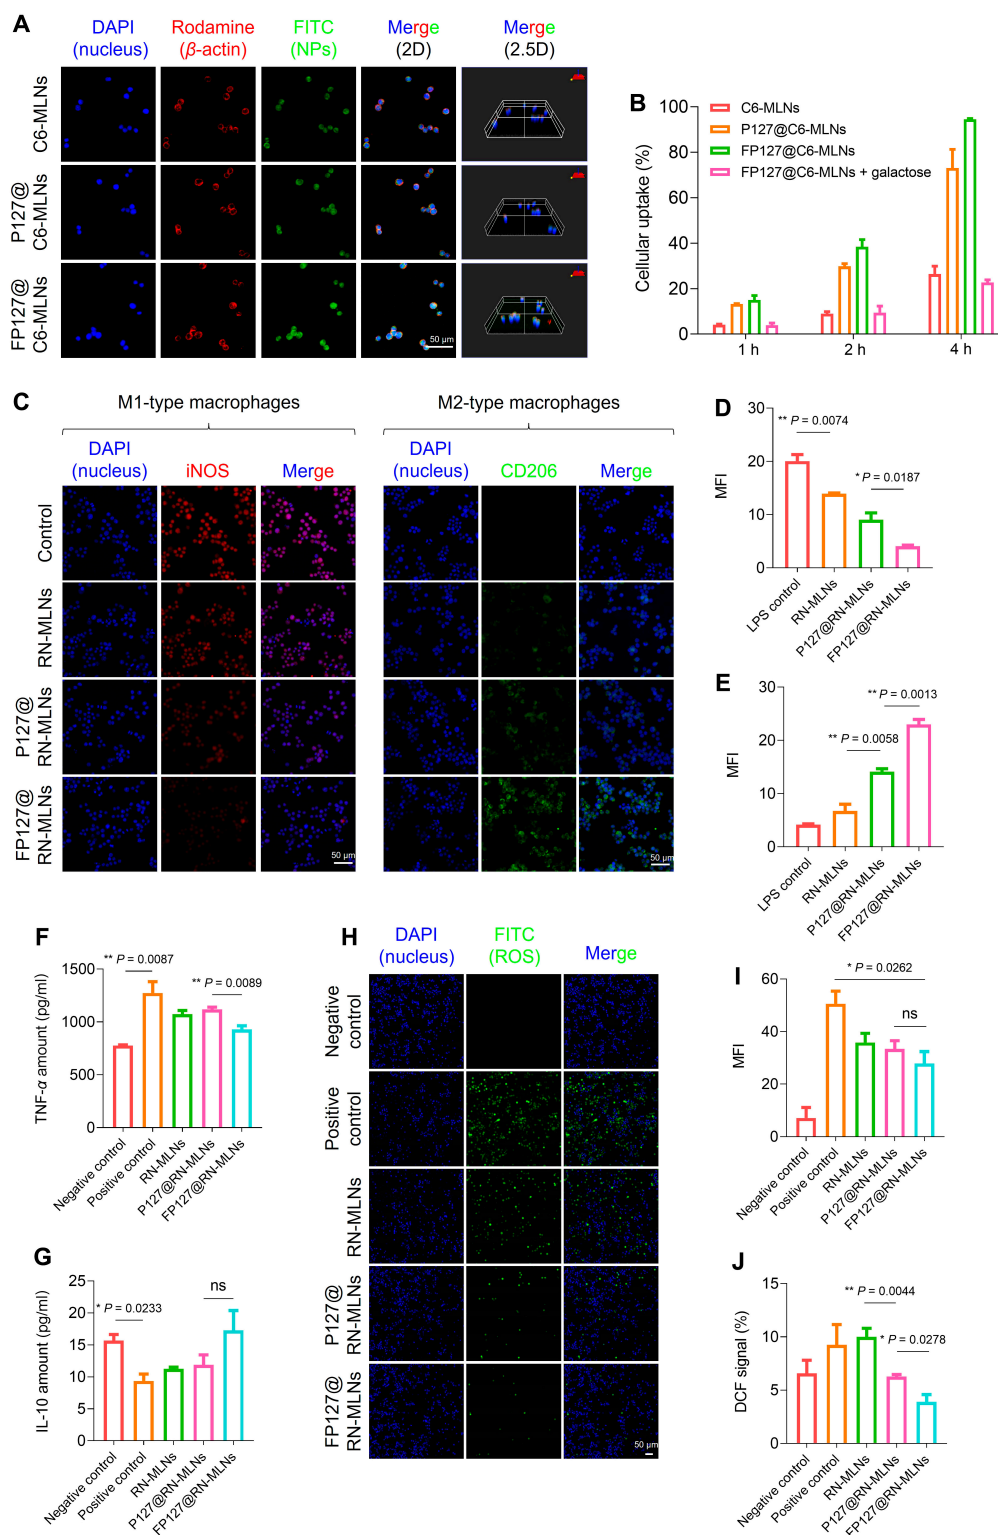 A
DAPI
(nucleus)
Rodamine
(β-actin)
FITC
(NPs)
Merge
(2D)
Merge
(2.5D)
C6-MLNs
P127@
C6-MLNs
FP127@
C6-MLNs
50 μm
B
Cellular uptake (%)
100
80
60
40
20
0
C6-MLNs
P127@C6-MLNs
FP127@C6-MLNs
FP127@C6-MLNs + galactose
1 h
2 h
4 h
C
M1-type macrophages
M2-type macrophages
DAPI
(nucleus)
iNOS
Merge
DAPI
(nucleus)
CD206
Merge
Control
RN-MLNs
P127@
RN-MLNs
FP127@
RN-MLNs
50 μm
50 μm
D
MFI
30
20
10
0
** P = 0.0074
* P = 0.0187
LPS control
RN-MLNs
P127@RN-MLNs
FP127@RN-MLNs
E
MFI
30
20
10
0
** P = 0.0013
** P = 0.0058
LPS control
RN-MLNs
P127@RN-MLNs
FP127@RN-MLNs
F
TNF-α amount (pg/ml)
1500
1000
500
0
** P = 0.0087
** P = 0.0089
Negative control
Positive control
RN-MLNs
P127@RN-MLNs
FP127@RN-MLNs
G
IL-10 amount (pg/ml)
25
20
15
10
5
0
* P = 0.0233
ns
Negative control
Positive control
RN-MLNs
P127@RN-MLNs
FP127@RN-MLNs
H
DAPI
(nucleus)
FITC
(ROS)
Merge
Negative
control
Positive
control
RN-MLNs
P127@
RN-MLNs
FP127@
RN-MLNs
50 μm
I
MFI
60
40
20
0
* P = 0.0262
ns
Negative control
Positive control
RN-MLNs
P127@RN-MLNs
FP127@RN-MLNs
J
DCF signal (%)
15
10
5
0
** P = 0.0044
* P = 0.0278
Negative control
Positive control
RN-MLNs
P127@RN-MLNs
FP127@RN-MLNs